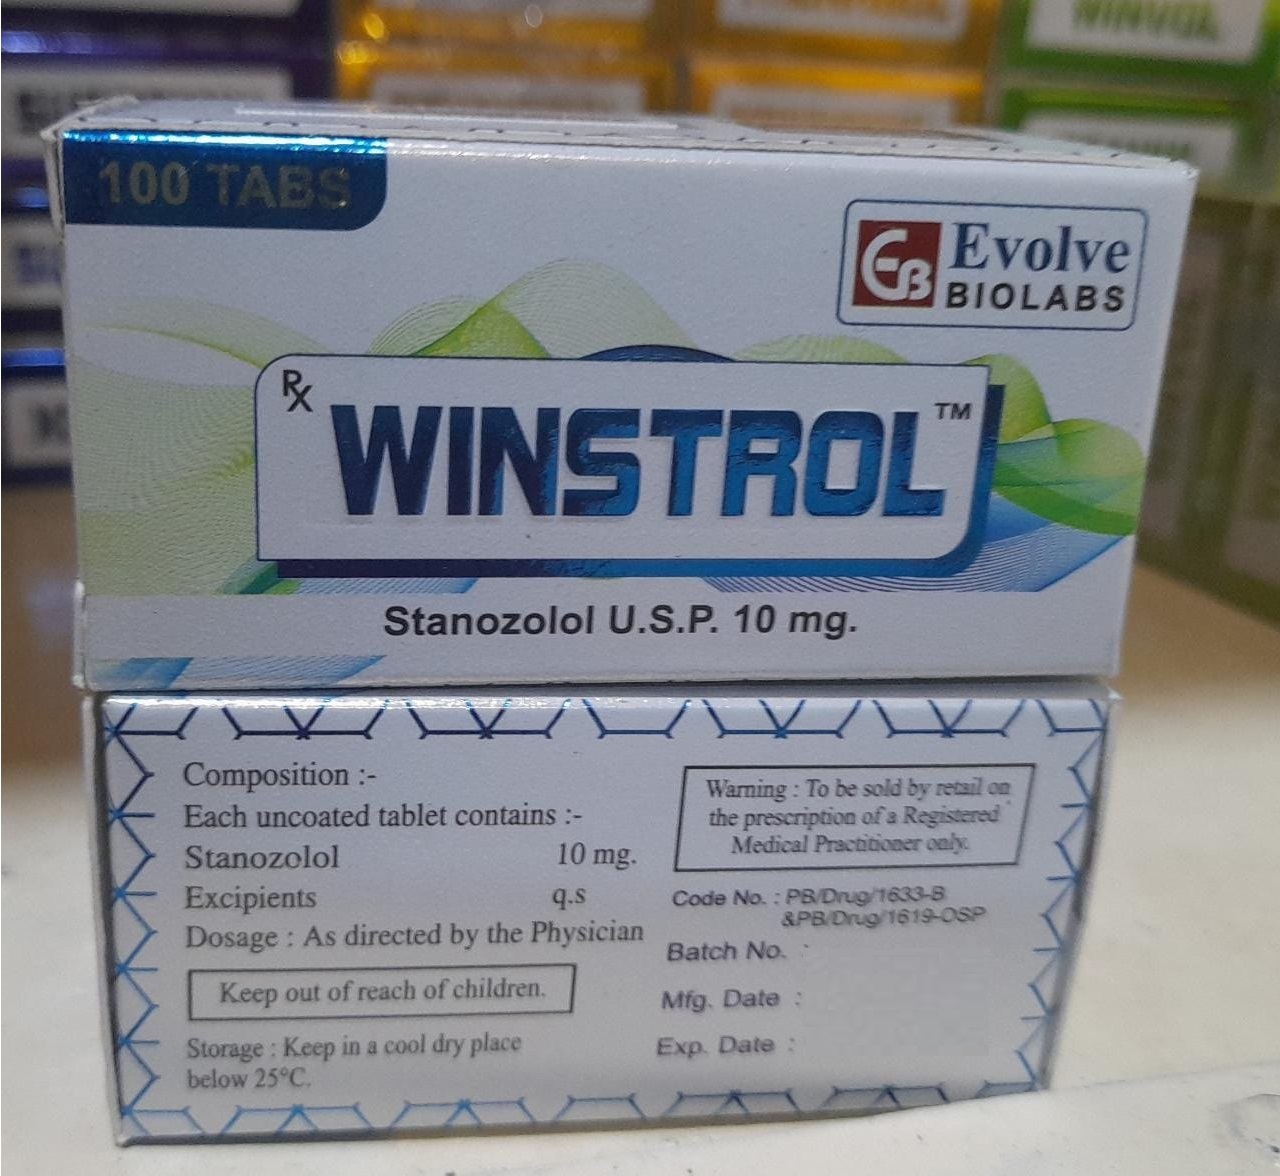 WINVOL
100 TABS
Evolve
BIOLABS
EB
Rx
WINSTROL™
Stanozolol U.S.P. 10 mg.
Composition :-
Each uncoated tablet contains :-
Stanozolol 10 mg.
Excipients q.s
Dosage : As directed by the Physician
Keep out of reach of children.
Storage : Keep in a cool dry place
below 25°C.
Warning : To be sold by retail on
the prescription of a Registered
Medical Practitioner only.
Code No. : PB/Drug/1633-B
&PB/Drug/1619-OSP
Batch No. :
Mfg. Date :
Exp. Date :